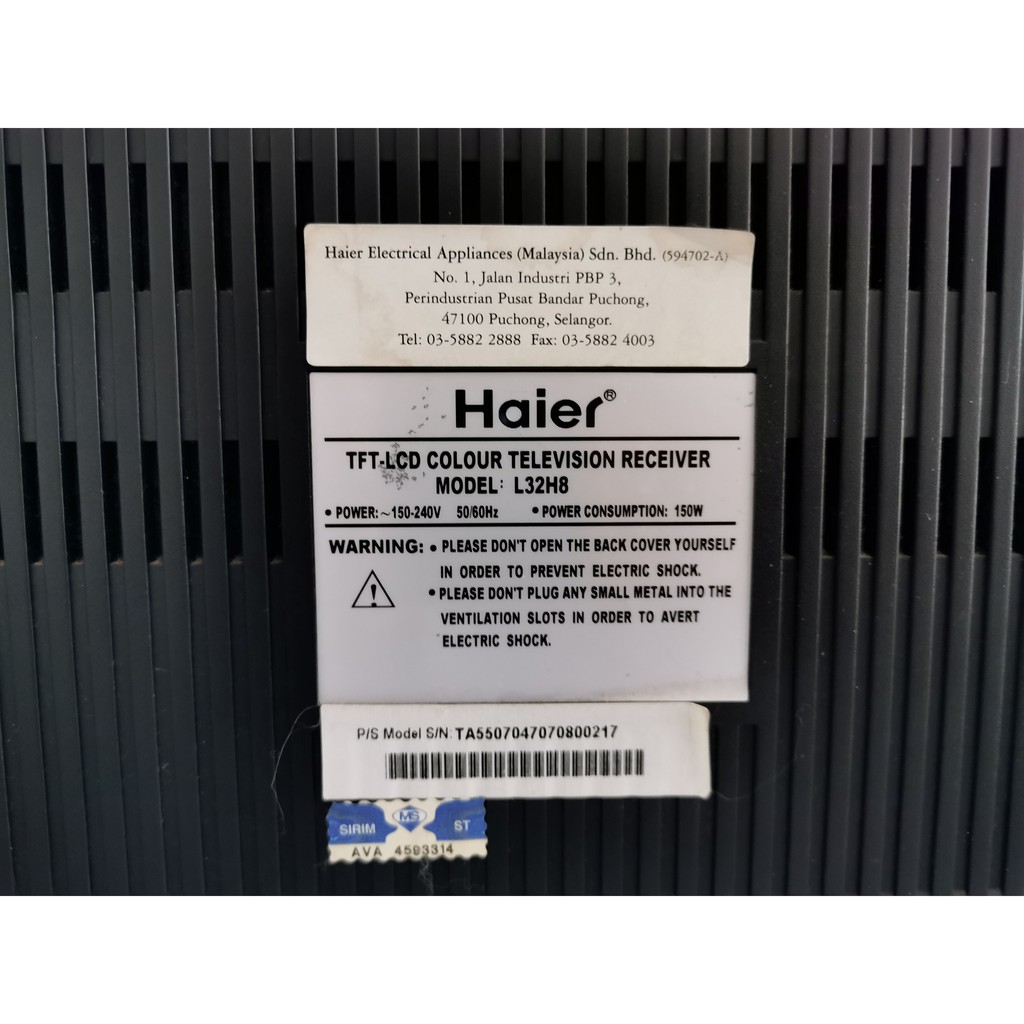 Haier Electrical Appliances (Malaysia) Sdn. Bhd. (594702-A)
No. 1, Jalan Industri PBP 3,
Perindustrian Pusat Bandar Puchong,
47100 Puchong, Selangor.
Tel: 03-5882 2888 Fax: 03-5882 4003
Haier®
TFT-LCD COLOUR TELEVISION RECEIVER
MODEL: L32H8
• POWER: ~150-240V 50/60Hz • POWER CONSUMPTION: 150W
WARNING: • PLEASE DON'T OPEN THE BACK COVER YOURSELF
IN ORDER TO PREVENT ELECTRIC SHOCK.
• PLEASE DON'T PLUG ANY SMALL METAL INTO THE
VENTILATION SLOTS IN ORDER TO AVERT
ELECTRIC SHOCK.
P/S Model S/N: TA5507047070800217
SIRIM MS ST
AVA 4593314